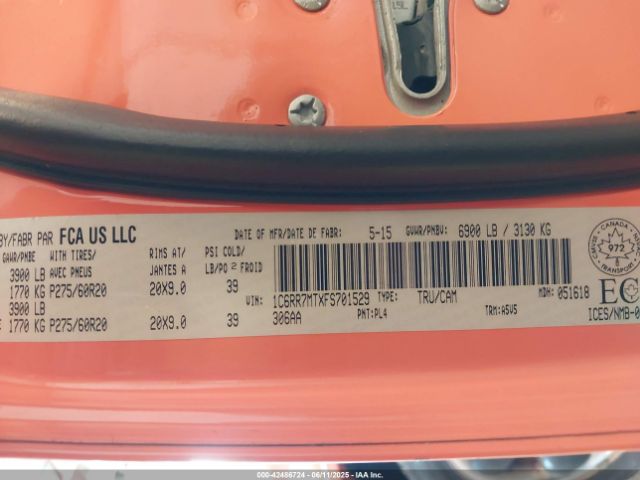 15L
BY/FABR PAR FCA US LLC
DATE OF MFR/DATE DE FABR: 5-15 GVWR/PNBV: 6900 LB / 3130 KG
GAWR/PNBE WITH TIRES/ RIMS AT/ PSI COLD/
3900 LB AVEC PNEUS JANTES A LB/PO² FROID
1770 KG P275/60R20 20X9.0 39
VIN: 1C6RR7MTXFS701529 TYPE: TRU/CAM MDH: 051618
3900 LB 306AA PNT:PL4 TRM:A5V5
1770 KG P275/60R20 20X9.0 39
CANADA
972
TRANSPORT
EC
ICES/NMB-0
000-42486724 - 06/11/2025 - IAA Inc.